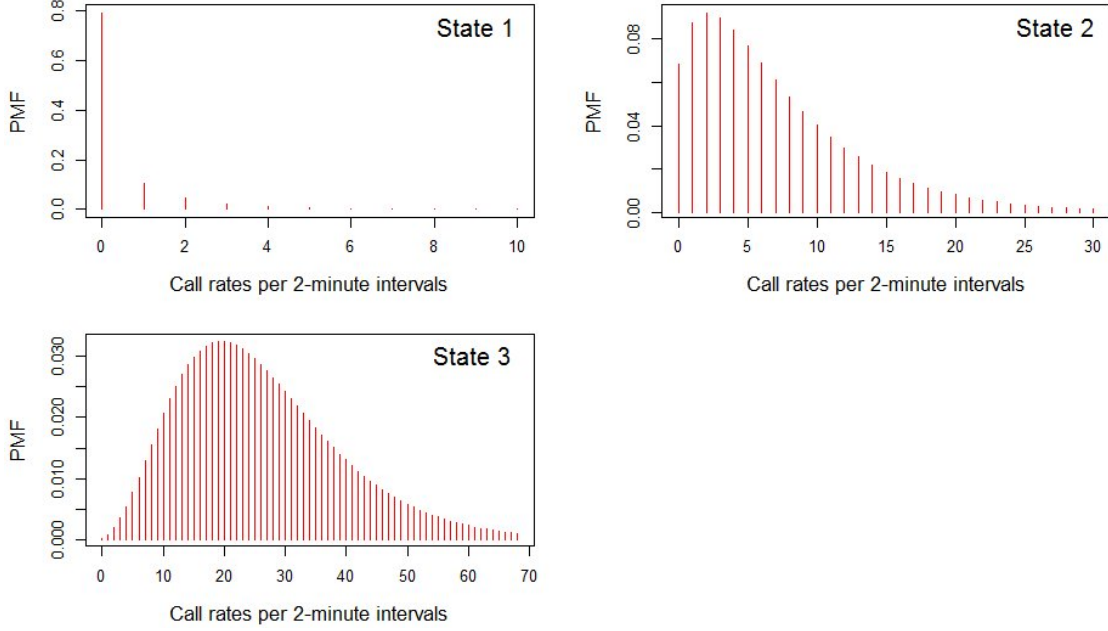 State 1
PMF
0.0 0.2 0.4 0.6 0.8
0 2 4 6 8 10
Call rates per 2-minute intervals
State 2
PMF
0.00 0.04 0.08
0 5 10 15 20 25 30
Call rates per 2-minute intervals
State 3
PMF
0.000 0.010 0.020 0.030
0 10 20 30 40 50 60 70
Call rates per 2-minute intervals